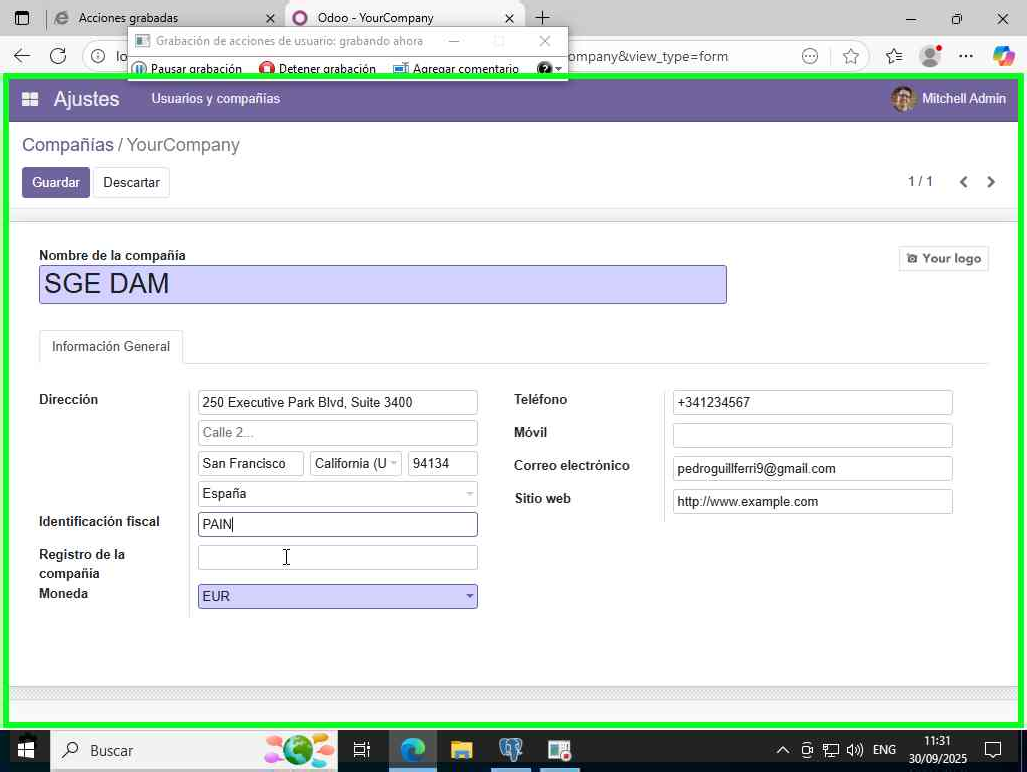 Acciones grabadas
Odoo - YourCompany
Grabación de acciones de usuario: grabando ahora
lo
ompany&view_type=form
Pausar grabación
Detener grabación
Agregar comentario
Ajustes
Usuarios y compañías
Mitchell Admin
Compañías / YourCompany
Guardar
Descartar
1 / 1
Nombre de la compañía
Your logo
SGE DAM
Información General
Dirección
250 Executive Park Blvd, Suite 3400
Calle 2...
San Francisco
California (U
94134
España
Identificación fiscal
PAIN
Registro de la
compañía
Moneda
EUR
Teléfono
+341234567
Móvil
Correo electrónico
pedroguillferri9@gmail.com
Sitio web
http://www.example.com
Buscar
ENG
11:31
30/09/2025